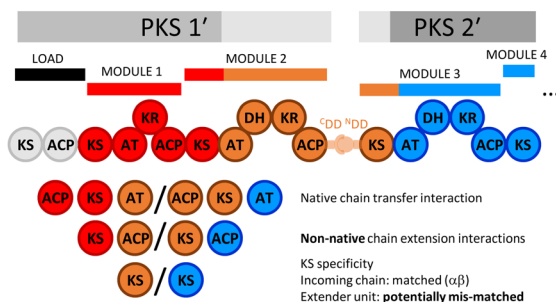 PKS 1′ PKS 2′
LOAD MODULE 1 MODULE 2 MODULE 3 MODULE 4
...
KR DH KR DH KR
KS ACP KS AT ACP KS AT ACP CDD NDD KS AT ACP KS
ACP KS AT / ACP KS AT Native chain transfer interaction
KS ACP / KS ACP Non-native chain extension interactions
KS / KS KS specificity
Incoming chain: matched (αβ)
Extender unit: potentially mis-matched